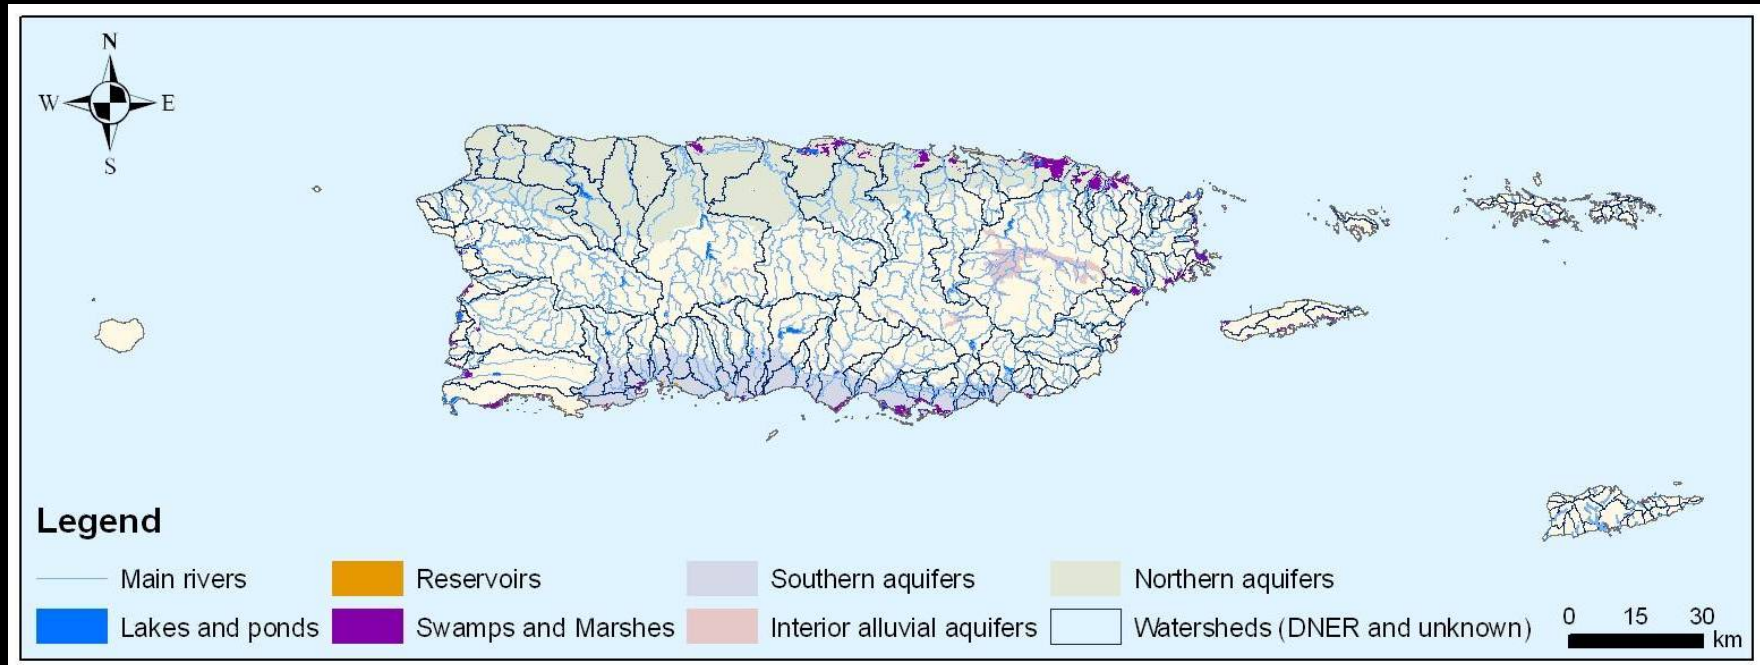 N
W E
S
Legend
Main rivers Reservoirs Southern aquifers Northern aquifers
Lakes and ponds Swamps and Marshes Interior alluvial aquifers Watersheds (DNER and unknown)
0 15 30
km